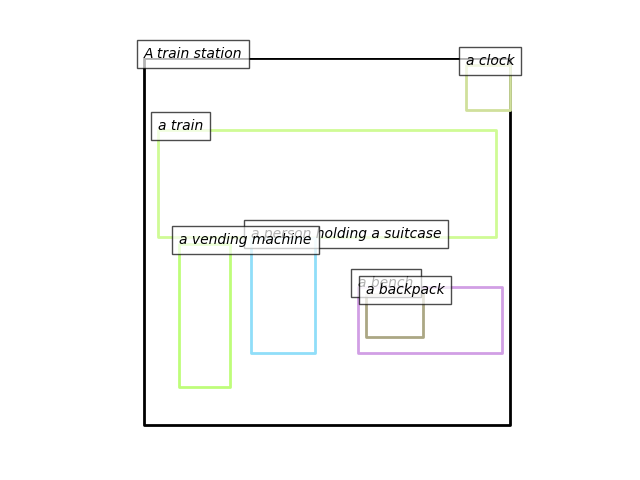 A train station
a clock
a train
a person holding a suitcase
a vending machine
a bench
a backpack